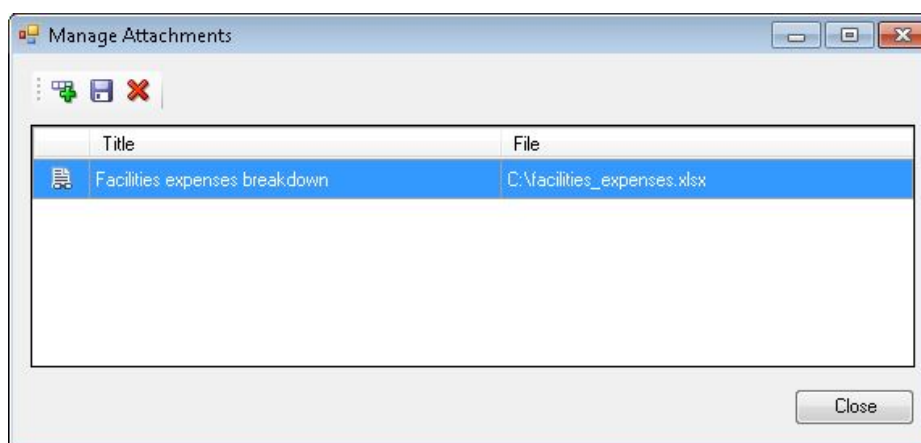 Manage Attachments
Title File
Facilities expenses breakdown C:\facilities_expenses.xlsx
Close